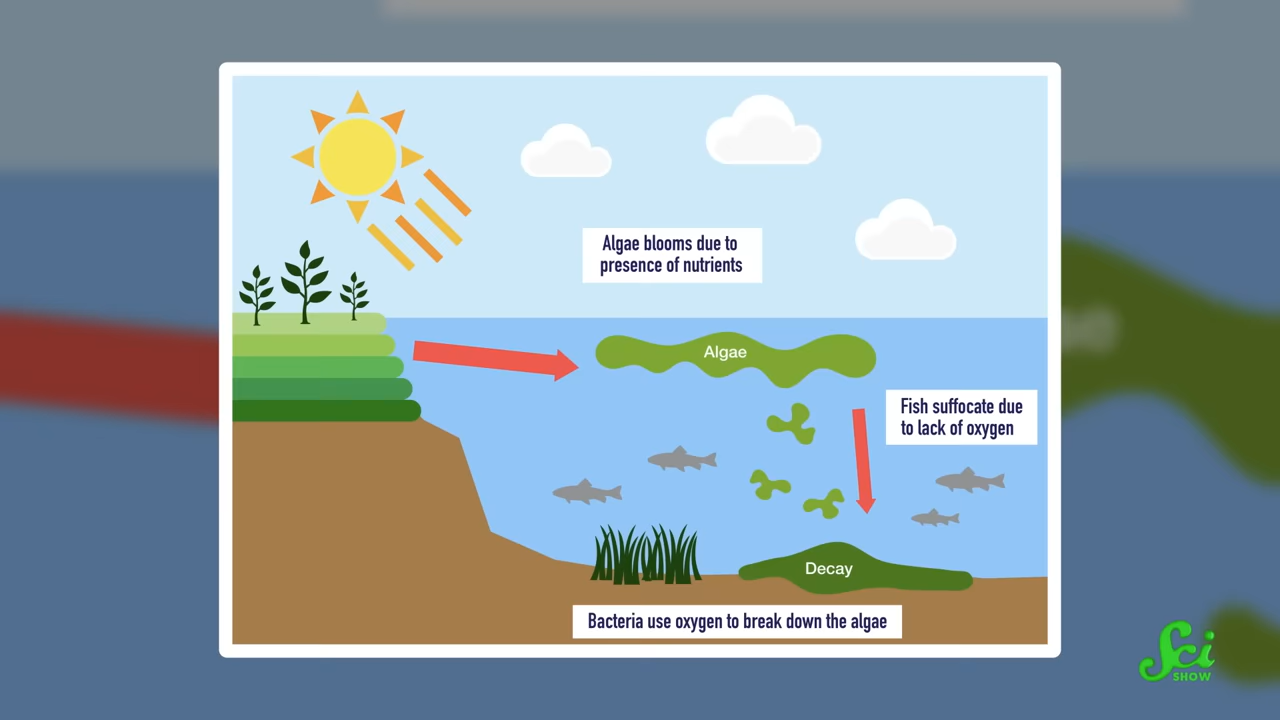 Algae blooms due to
presence of nutrients
Algae
Fish suffocate due
to lack of oxygen
Decay
Bacteria use oxygen to break down the algae
Sci
SHOW